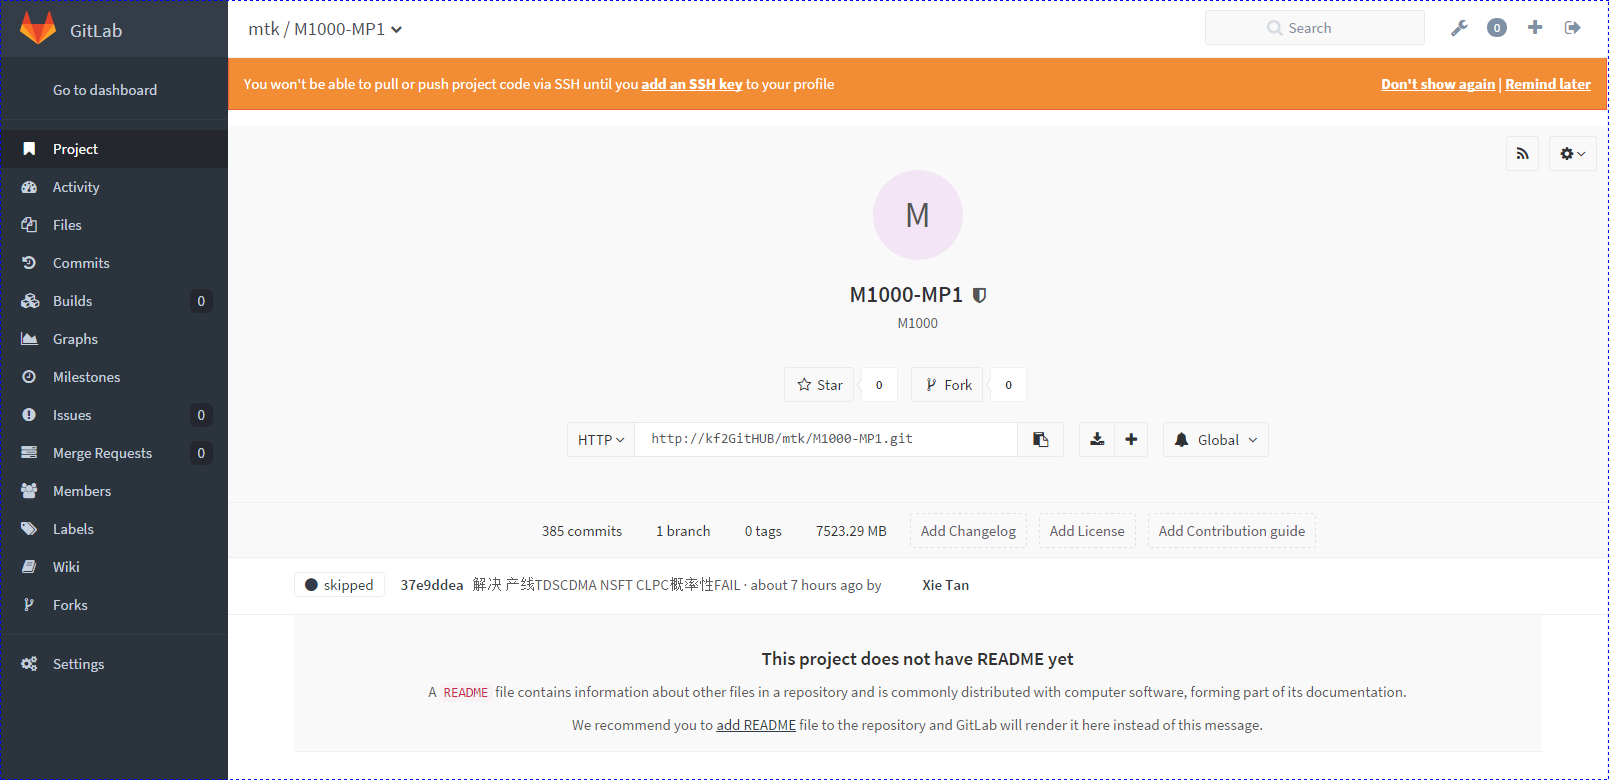 GitLab
mtk / M1000-MP1
Search
0
Go to dashboard
You won't be able to pull or push project code via SSH until you add an SSH key to your profile
Don't show again | Remind later
Project
Activity
Files
Commits
Builds 0
Graphs
Milestones
Issues 0
Merge Requests 0
Members
Labels
Wiki
Forks
Settings
M
M1000-MP1
M1000
Star 0 Fork 0
HTTP http://kf2GitHUB/mtk/M1000-MP1.git Global
385 commits 1 branch 0 tags 7523.29 MB Add Changelog Add License Add Contribution guide
skipped 37e9ddea 解决 产线TDSCDMA NSFT CLPC概率性FAIL · about 7 hours ago by Xie Tan
This project does not have README yet
A README file contains information about other files in a repository and is commonly distributed with computer software, forming part of its documentation.
We recommend you to add README file to the repository and GitLab will render it here instead of this message.